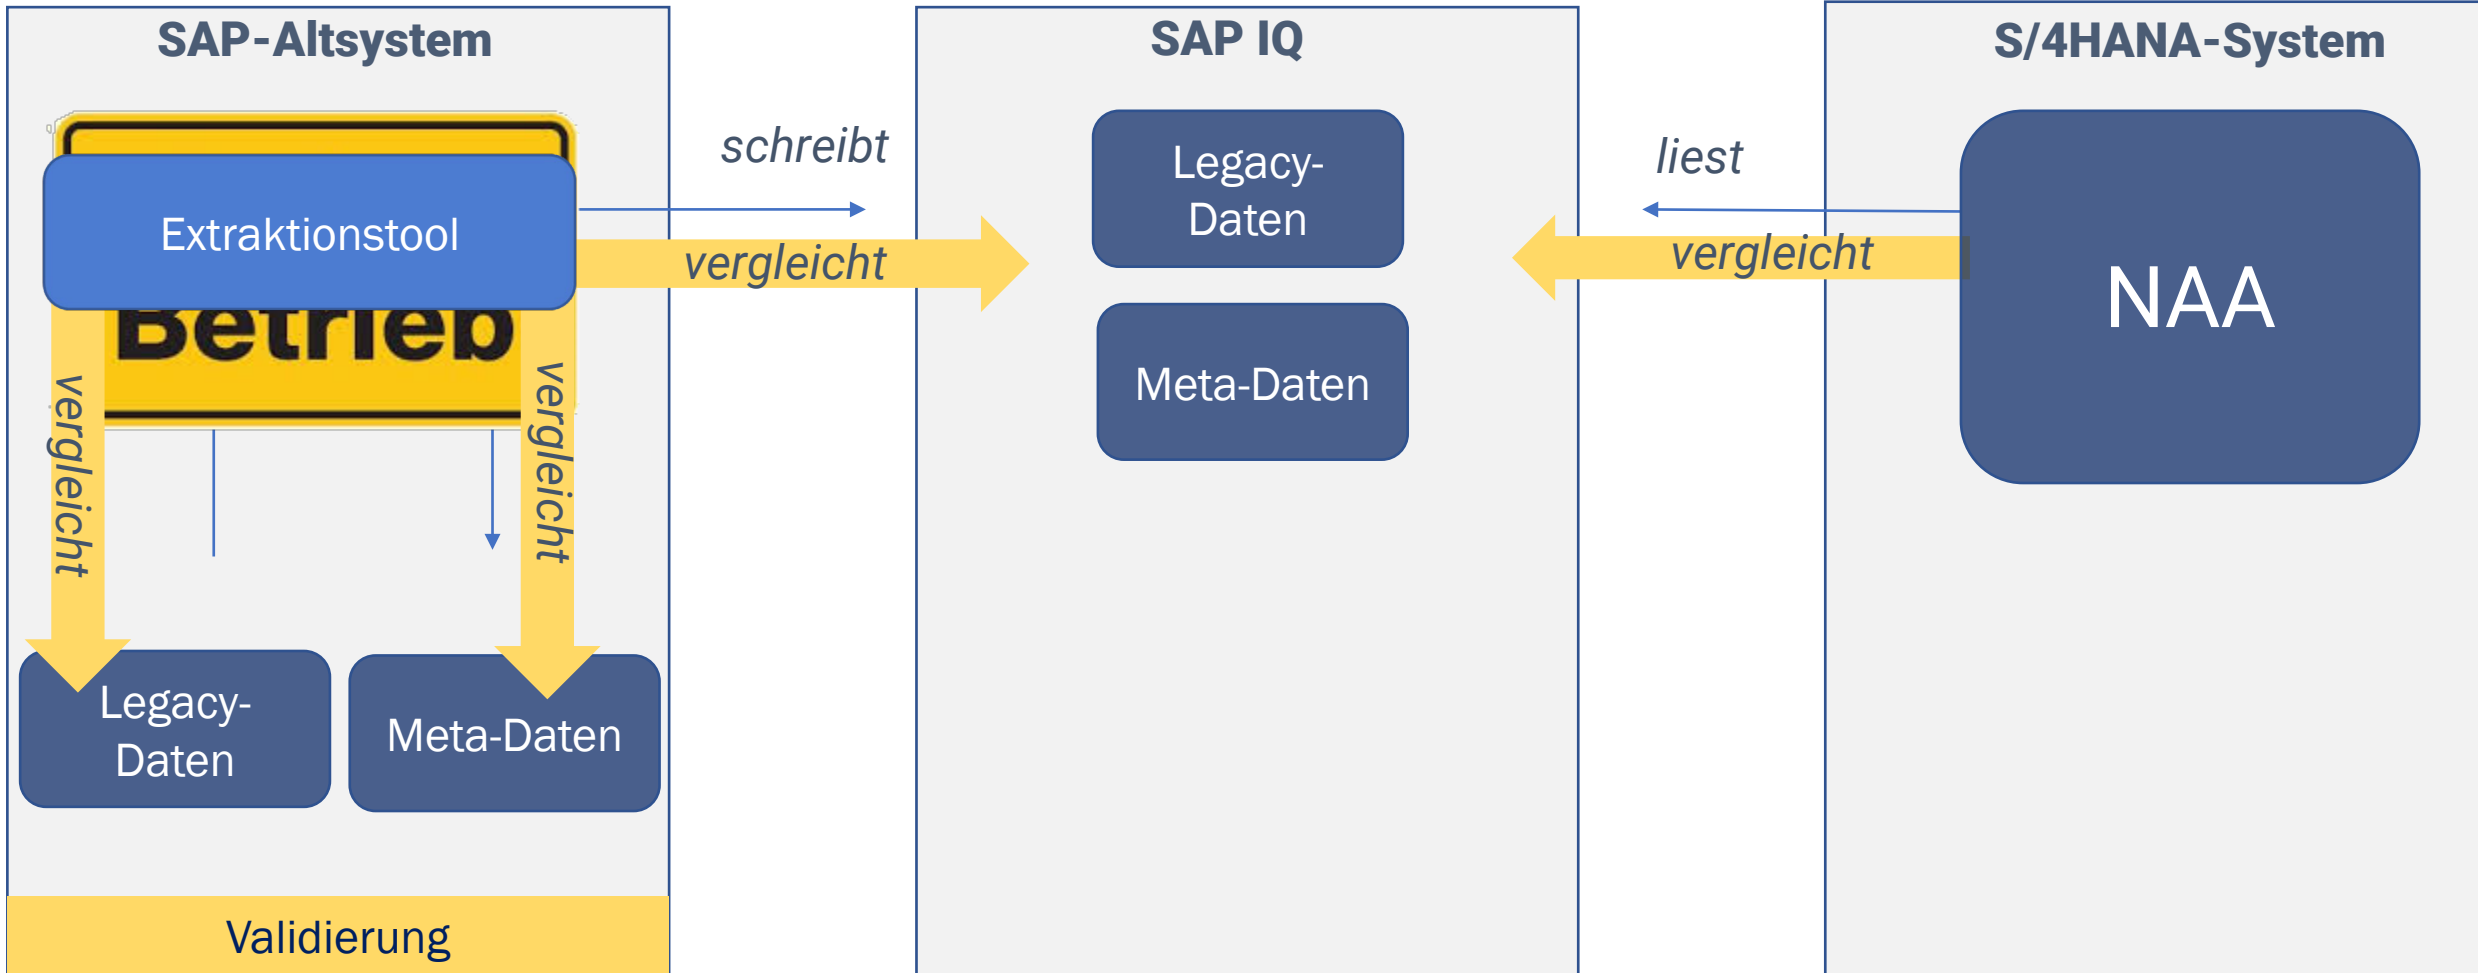 SAP-Altsystem
SAP IQ
S/4HANA-System
Extraktionstool
Betrieb
schreibt
vergleicht
liest
vergleicht
Legacy-
Daten
Meta-Daten
NAA
vergleicht
vergleicht
Legacy-
Daten
Meta-Daten
Validierung